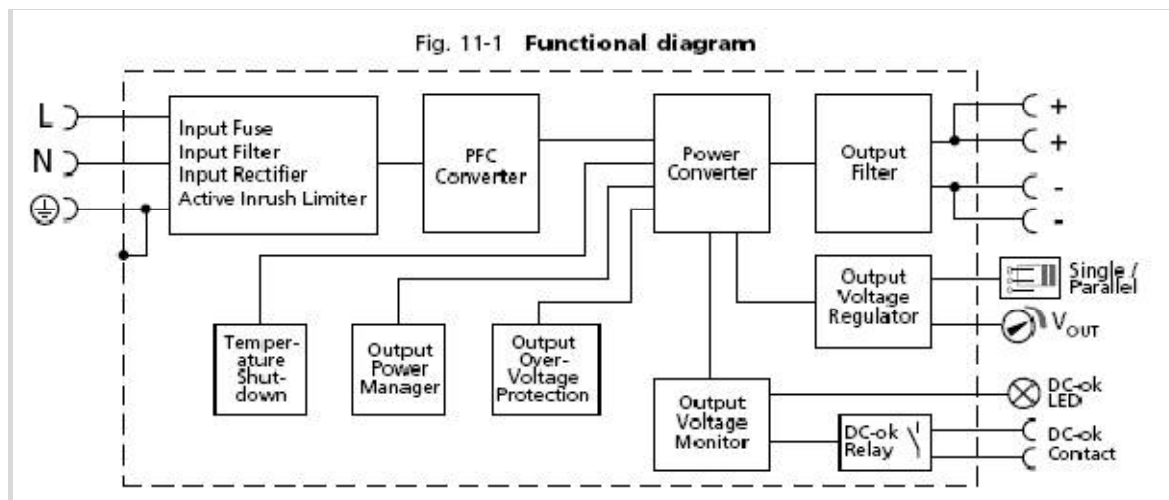 Fig. 11-1 Functional diagram
L
N
Input Fuse
Input Filter
Input Rectifier
Active Inrush Limiter
PFC
Converter
Power
Converter
Output
Filter
+
+
-
-
Output
Voltage
Regulator
Single /
Parallel
VOUT
Temper-
ature
Shut-
down
Output
Power
Manager
Output
Over-
Voltage
Protection
Output
Voltage
Monitor
DC-ok
Relay
DC-ok
LED
DC-ok
Contact